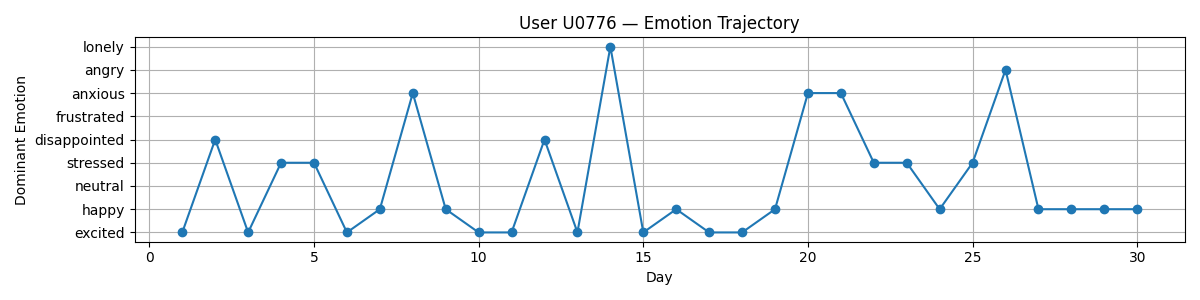 User U0776 — Emotion Trajectory
Dominant Emotion
lonely
angry
anxious
frustrated
disappointed
stressed
neutral
happy
excited
0 5 10 15 20 25 30
Day